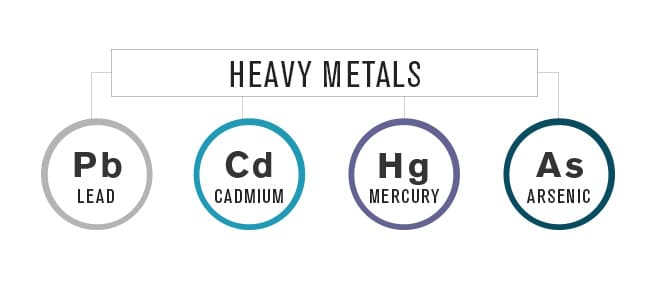 HEAVY METALS
Pb
LEAD
Cd
CADMIUM
Hg
MERCURY
As
ARSENIC